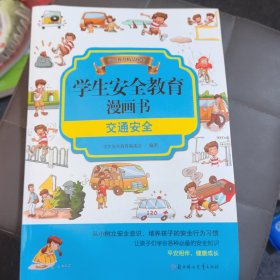 学生安全教育
漫画书
交通安全
编著
从小树立安全意识，培养孩子的安全行为习惯
让孩子们学会各种必备的安全知识
平安相伴，健康成长